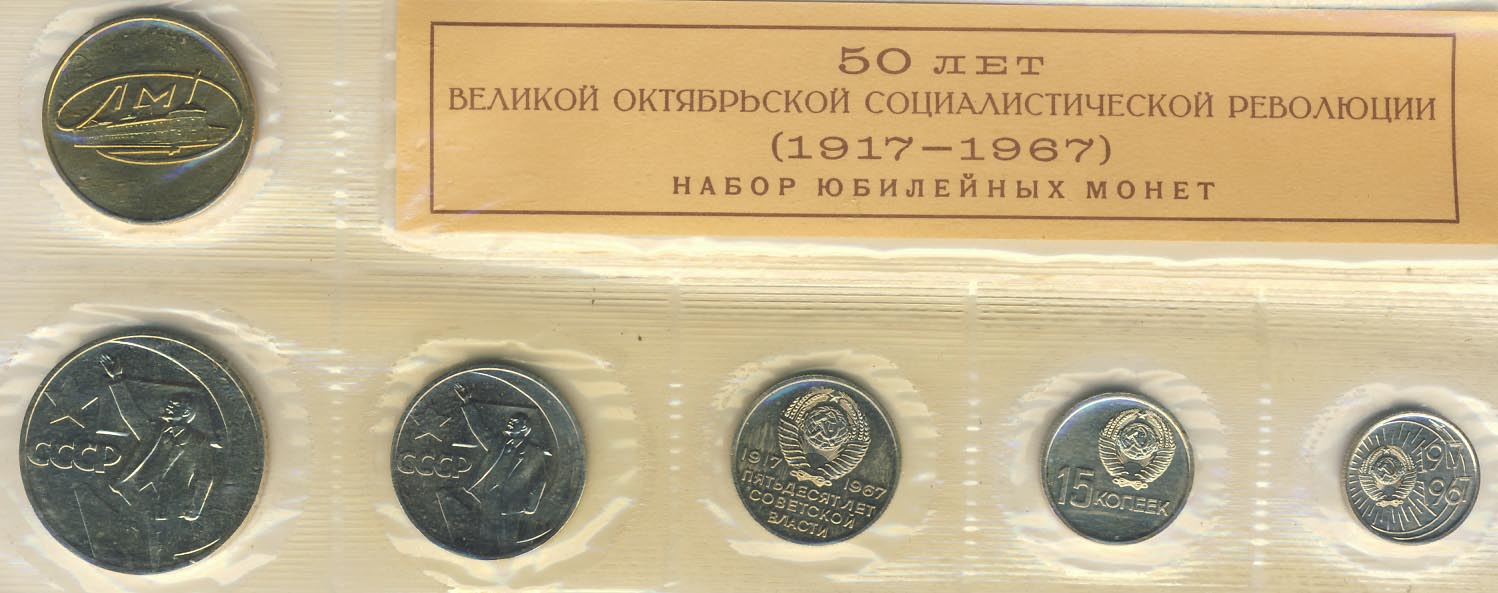 ЛМД
50 ЛЕТ
ВЕЛИКОЙ ОКТЯБРЬСКОЙ СОЦИАЛИСТИЧЕСКОЙ РЕВОЛЮЦИИ
(1917–1967)
НАБОР ЮБИЛЕЙНЫХ МОНЕТ
СССР
СССР
1917
1967
ПЯТЬДЕСЯТ ЛЕТ
СОВЕТСКОЙ
ВЛАСТИ
15 КОПЕЕК
1917
1967